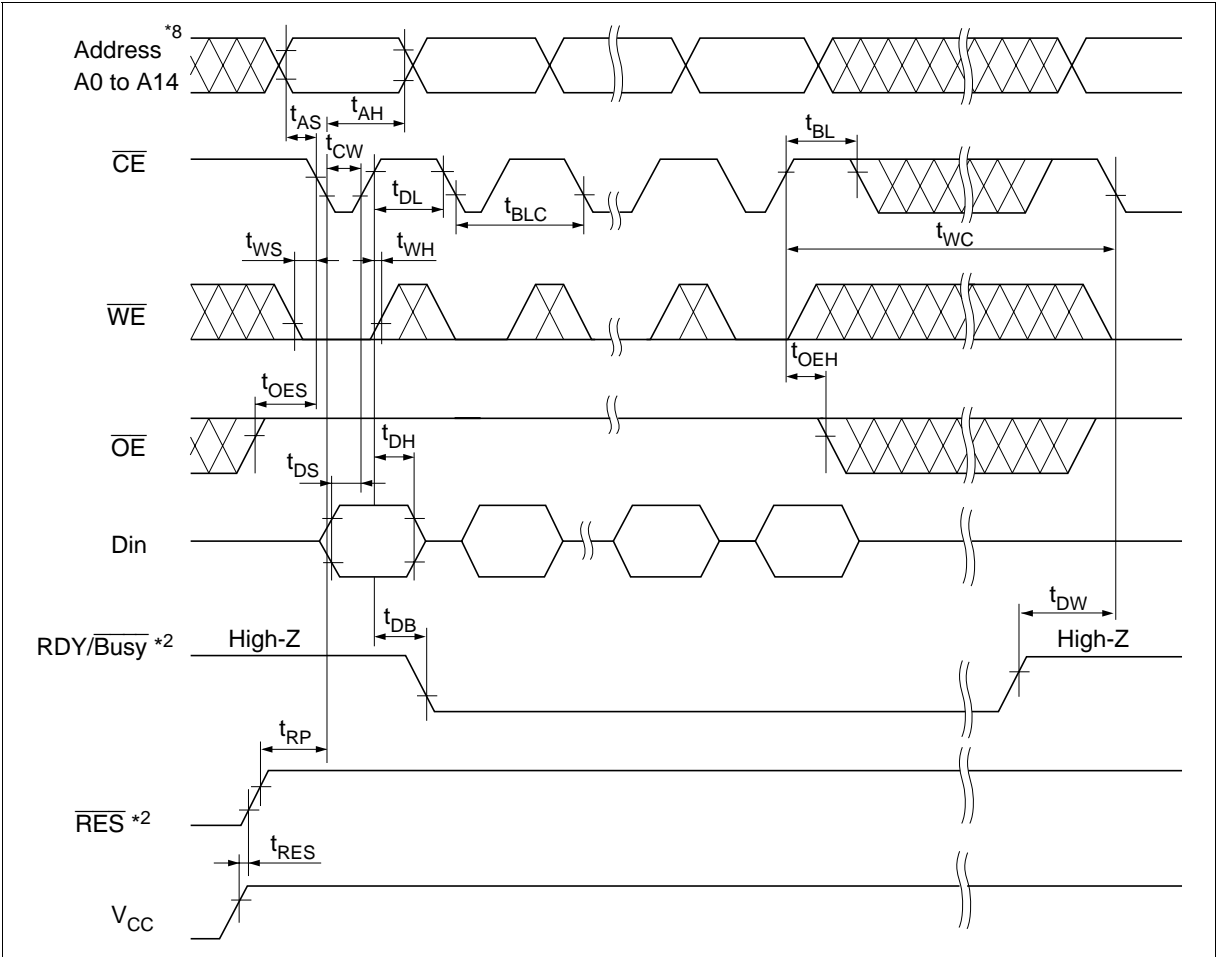 Address *8
A0 to A14
tAH
tAS
tCW
tBL
CE
tDL
tBLC
tWC
tWS
tWH
WE
tOEH
tOES
OE
tDH
tDS
Din
tDW
tDB
RDY/Busy *2
High-Z
High-Z
tRP
RES *2
tRES
VCC